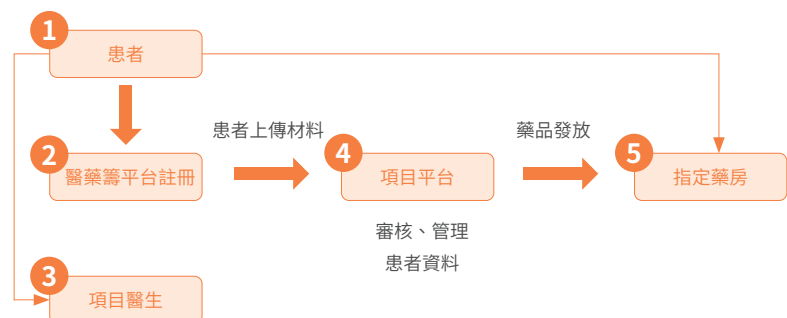 1
患者
2
醫藥籌平台註冊
患者上傳材料
4
項目平台
審核、管理
患者資料
藥品發放
5
指定藥房
3
項目醫生